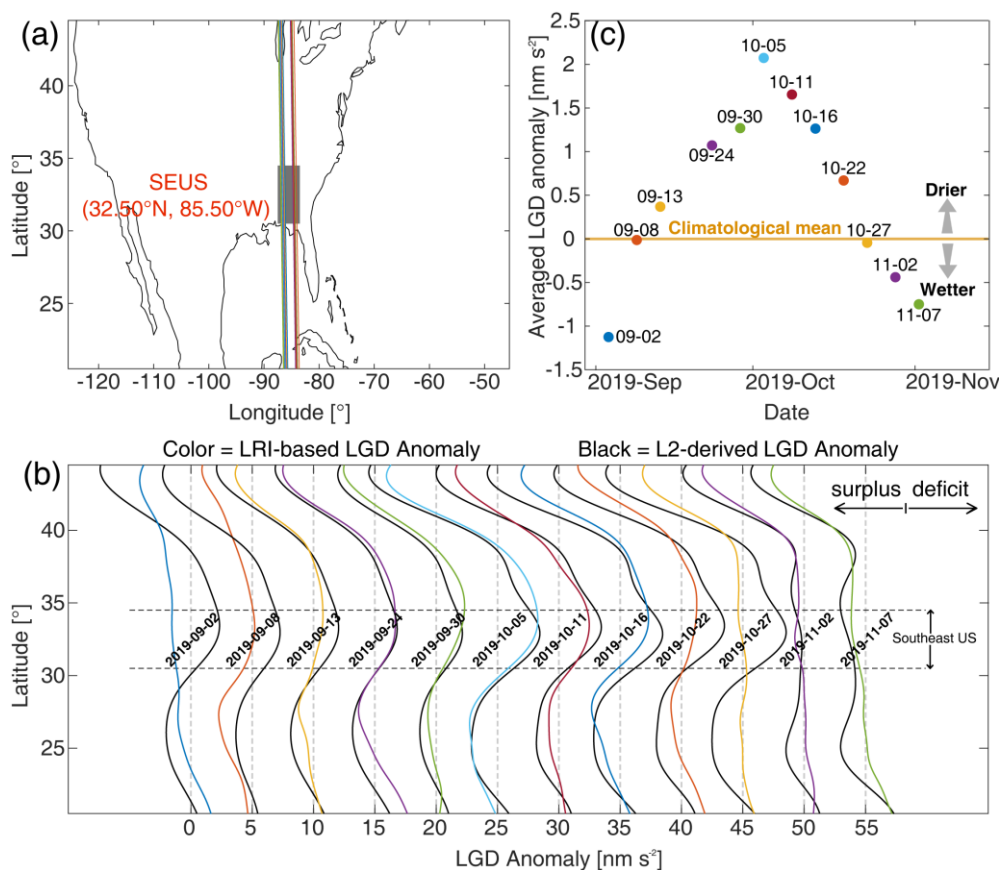 (a)
40
35
30
25
Latitude [°]
SEUS
(32.50°N, 85.50°W)
-120 -110 -100 -90 -80 -70 -60 -50
Longitude [°]
(c)
2.5
2
1.5
1
0.5
0
-0.5
-1
-1.5
Averaged LGD anomaly [nm s⁻²]
10-05
10-11
09-30
10-16
09-24
10-22
09-13
Drier
Climatological mean
09-08
10-27
11-02
Wetter
11-07
09-02
2019-Sep 2019-Oct 2019-Nov
Date
Color = LRI-based LGD Anomaly Black = L2-derived LGD Anomaly
(b)
surplus deficit
40
35
30
25
Latitude [°]
Southeast US
2019-09-02
2019-09-08
2019-09-13
2019-09-24
2019-09-30
2019-10-05
2019-10-11
2019-10-16
2019-10-22
2019-10-27
2019-11-02
2019-11-07
0 5 10 15 20 25 30 35 40 45 50 55
LGD Anomaly [nm s⁻²]